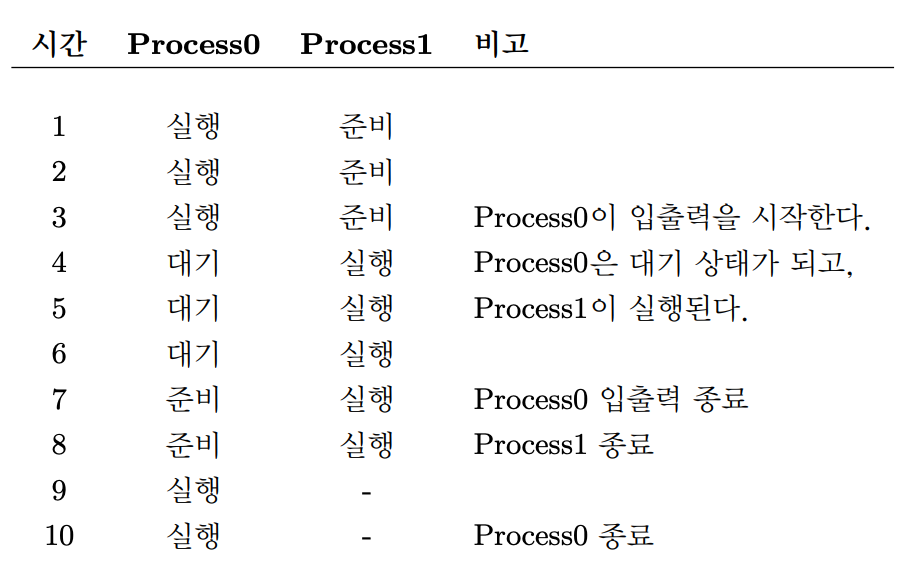 시간 Process0 Process1 비고
1 실행 준비
2 실행 준비
3 실행 준비 Process0이 입출력을 시작한다.
4 대기 실행 Process0은 대기 상태가 되고,
5 대기 실행 Process1이 실행된다.
6 대기 실행
7 준비 실행 Process0 입출력 종료
8 준비 실행 Process1 종료
9 실행 -
10 실행 - Process0 종료